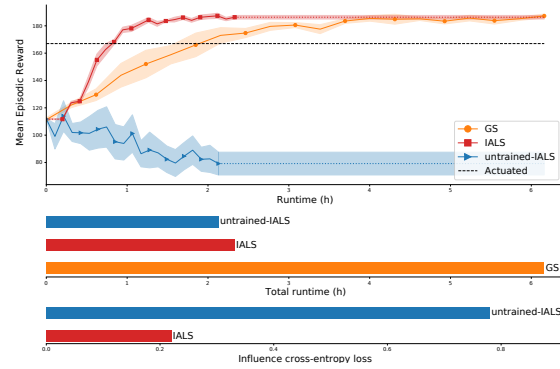 180
160
140
120
100
80
Mean Episodic Reward
GS
IALS
untrained-IALS
Actuated
0 1 2 3 4 5 6
Runtime (h)
untrained-IALS
IALS
GS
0 1 2 3 4 5 6
Total runtime (h)
untrained-IALS
IALS
0.0 0.2 0.4 0.6 0.8
Influence cross-entropy loss